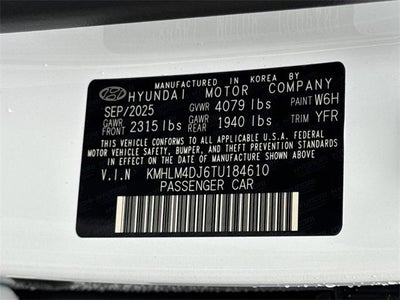 MANUFACTURED IN KOREA BY
HYUNDAI MOTOR COMPANY
SEP/2025 GVWR 4079 lbs PAINT W6H
GAWR FRONT 2315 lbs GAWR REAR 1940 lbs TRIM YFR
THIS VEHICLE CONFORMS TO ALL APPLICABLE U.S.FEDERAL
MOTOR VEHICLE SAFETY, BUMPER, AND THEFT PREVENTION
STANDARDS IN EFFECT ON THE DATE OF MANUFACTURE SHOWN ABOVE.
V.I.N KMHLM4DJ6TU184610
PASSENGER CAR